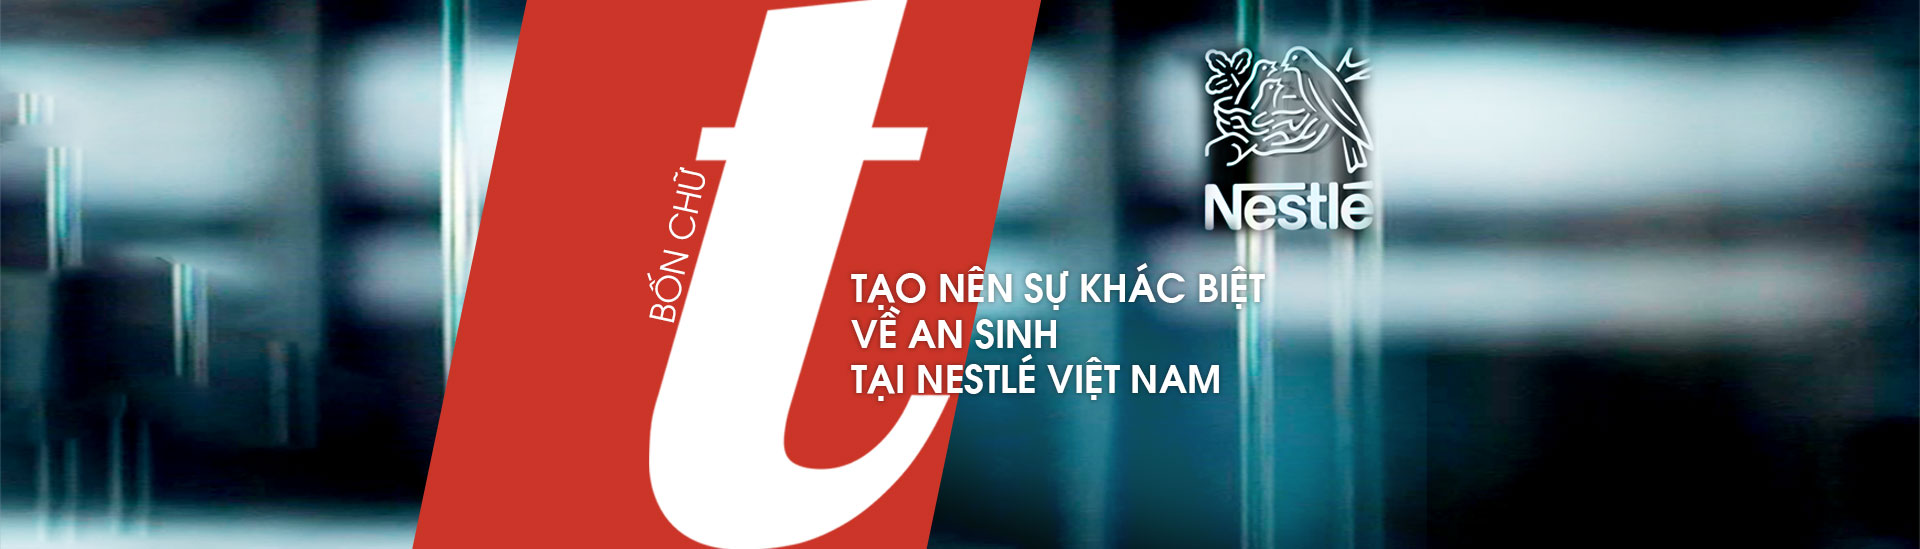 BỐN CHỮ
t
TẠO NÊN SỰ KHÁC BIỆT
VỀ AN SINH
TẠI NESTLÉ VIỆT NAM
Nestlé